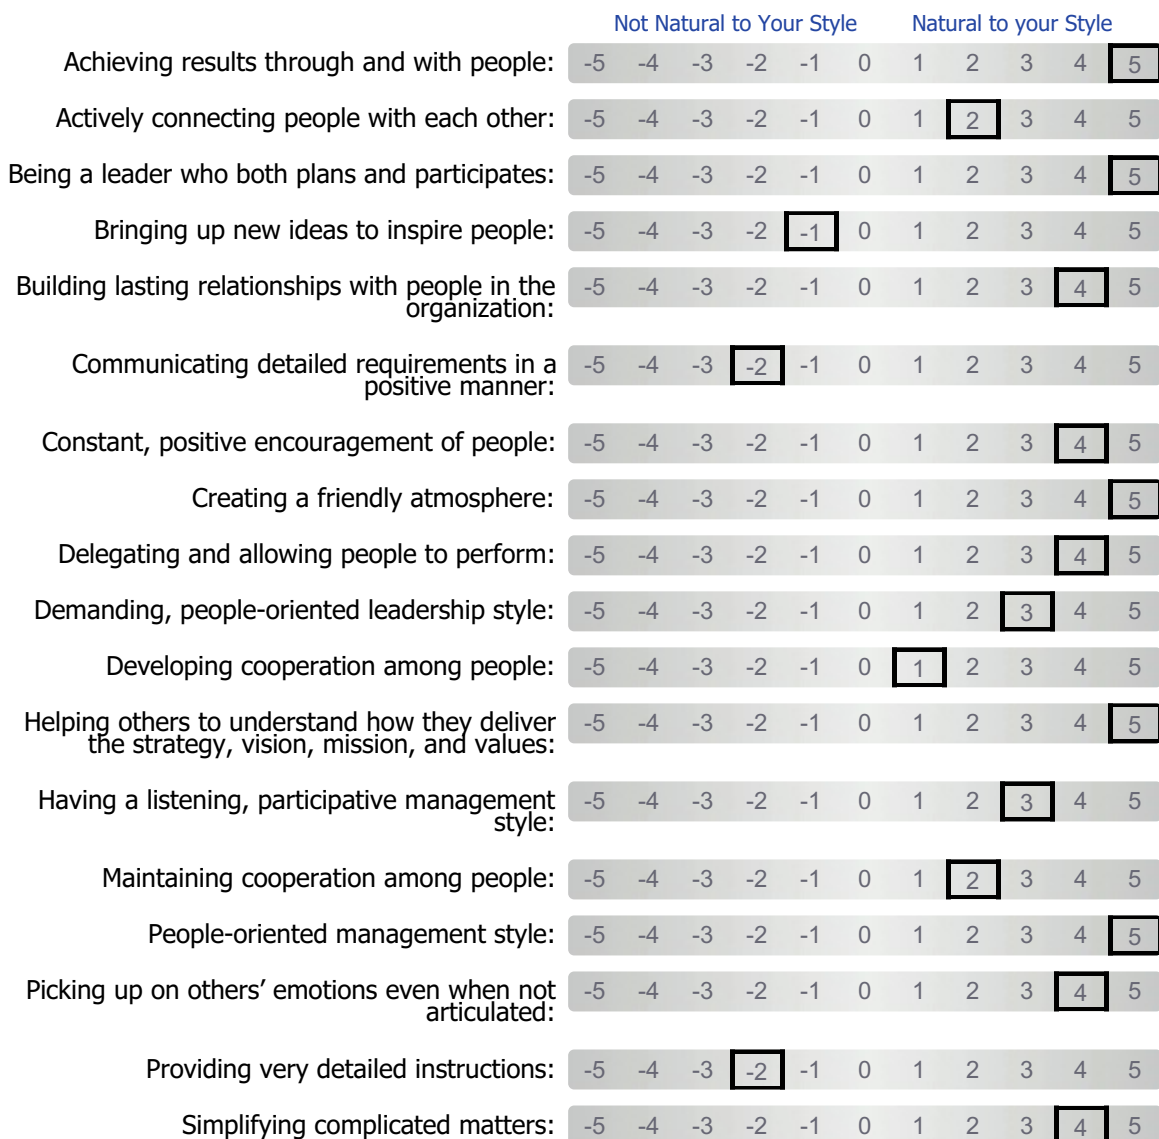 Not Natural to Your Style Natural to your Style
Achieving results through and with people: -5 -4 -3 -2 -1 0 1 2 3 4 5
Actively connecting people with each other: -5 -4 -3 -2 -1 0 1 2 3 4 5
Being a leader who both plans and participates: -5 -4 -3 -2 -1 0 1 2 3 4 5
Bringing up new ideas to inspire people: -5 -4 -3 -2 -1 0 1 2 3 4 5
Building lasting relationships with people in the
organization: -5 -4 -3 -2 -1 0 1 2 3 4 5
Communicating detailed requirements in a
positive manner: -5 -4 -3 -2 -1 0 1 2 3 4 5
Constant, positive encouragement of people: -5 -4 -3 -2 -1 0 1 2 3 4 5
Creating a friendly atmosphere: -5 -4 -3 -2 -1 0 1 2 3 4 5
Delegating and allowing people to perform: -5 -4 -3 -2 -1 0 1 2 3 4 5
Demanding, people-oriented leadership style: -5 -4 -3 -2 -1 0 1 2 3 4 5
Developing cooperation among people: -5 -4 -3 -2 -1 0 1 2 3 4 5
Helping others to understand how they deliver
the strategy, vision, mission, and values: -5 -4 -3 -2 -1 0 1 2 3 4 5
Having a listening, participative management
style: -5 -4 -3 -2 -1 0 1 2 3 4 5
Maintaining cooperation among people: -5 -4 -3 -2 -1 0 1 2 3 4 5
People-oriented management style: -5 -4 -3 -2 -1 0 1 2 3 4 5
Picking up on others’ emotions even when not
articulated: -5 -4 -3 -2 -1 0 1 2 3 4 5
Providing very detailed instructions: -5 -4 -3 -2 -1 0 1 2 3 4 5
Simplifying complicated matters: -5 -4 -3 -2 -1 0 1 2 3 4 5